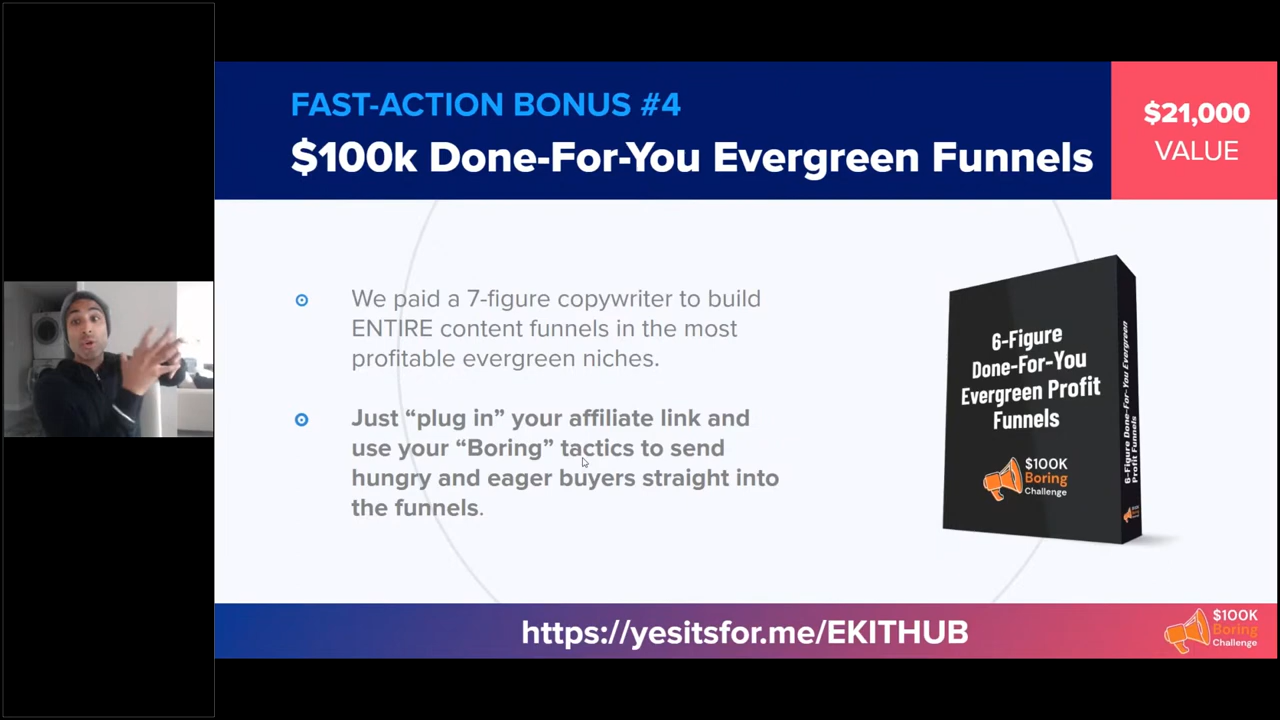 FAST-ACTION BONUS #4
$100k Done-For-You Evergreen Funnels
$21,000
VALUE
We paid a 7-figure copywriter to build
ENTIRE content funnels in the most
profitable evergreen niches.
Just “plug in” your affiliate link and
use your “Boring” tactics to send
hungry and eager buyers straight into
the funnels.
6-Figure
Done-For-You
Evergreen Profit
Funnels
$100K
Boring
Challenge
6-Figure Done-For-You Evergreen
Profit Funnels
https://yesitsfor.me/EKITHUB
$100K
Boring
Challenge